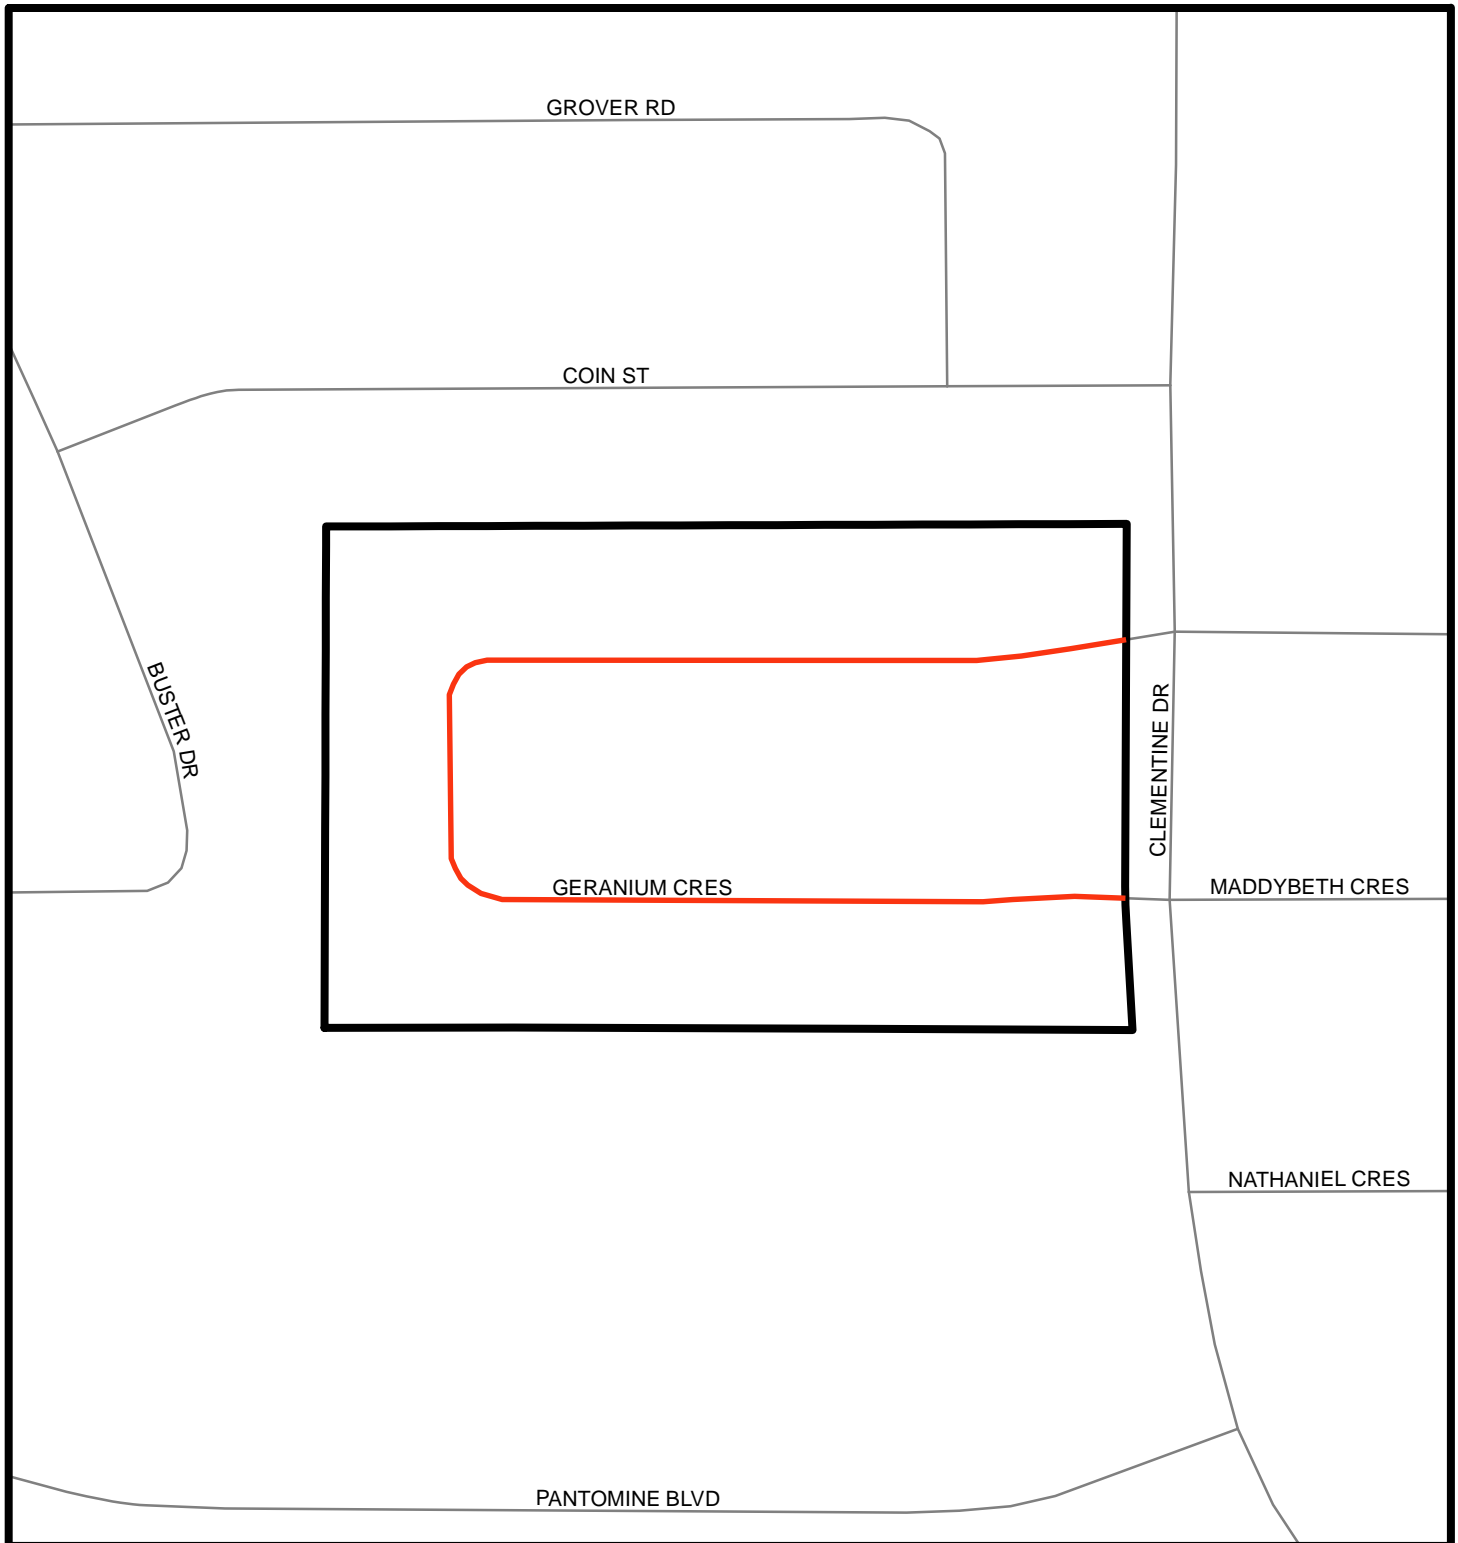 GROVER RD
COIN ST
BUSTER DR
CLEMENTINE DR
GERANIUM CRES
MADDYBETH CRES
NATHANIEL CRES
PANTOMINE BLVD